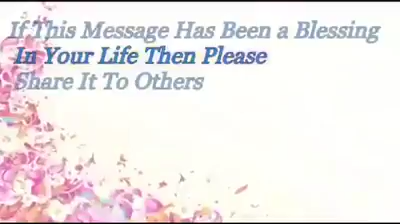 If This Message Has Been a Blessing
In Your Life Then Please
Share It To Others